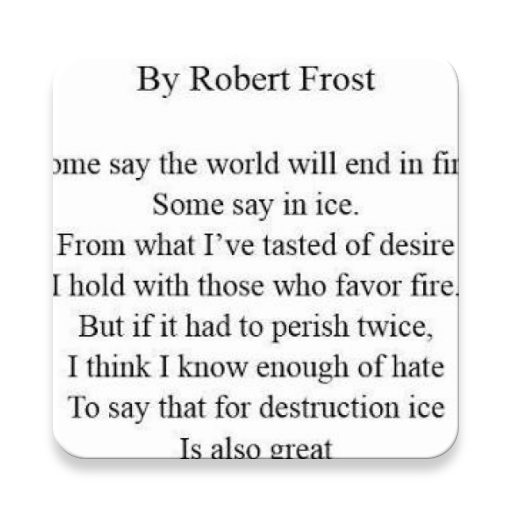 By Robert Frost
ome say the world will end in fir
Some say in ice.
From what I've tasted of desire
I hold with those who favor fire.
But if it had to perish twice,
I think I know enough of hate
To say that for destruction ice
Is also great